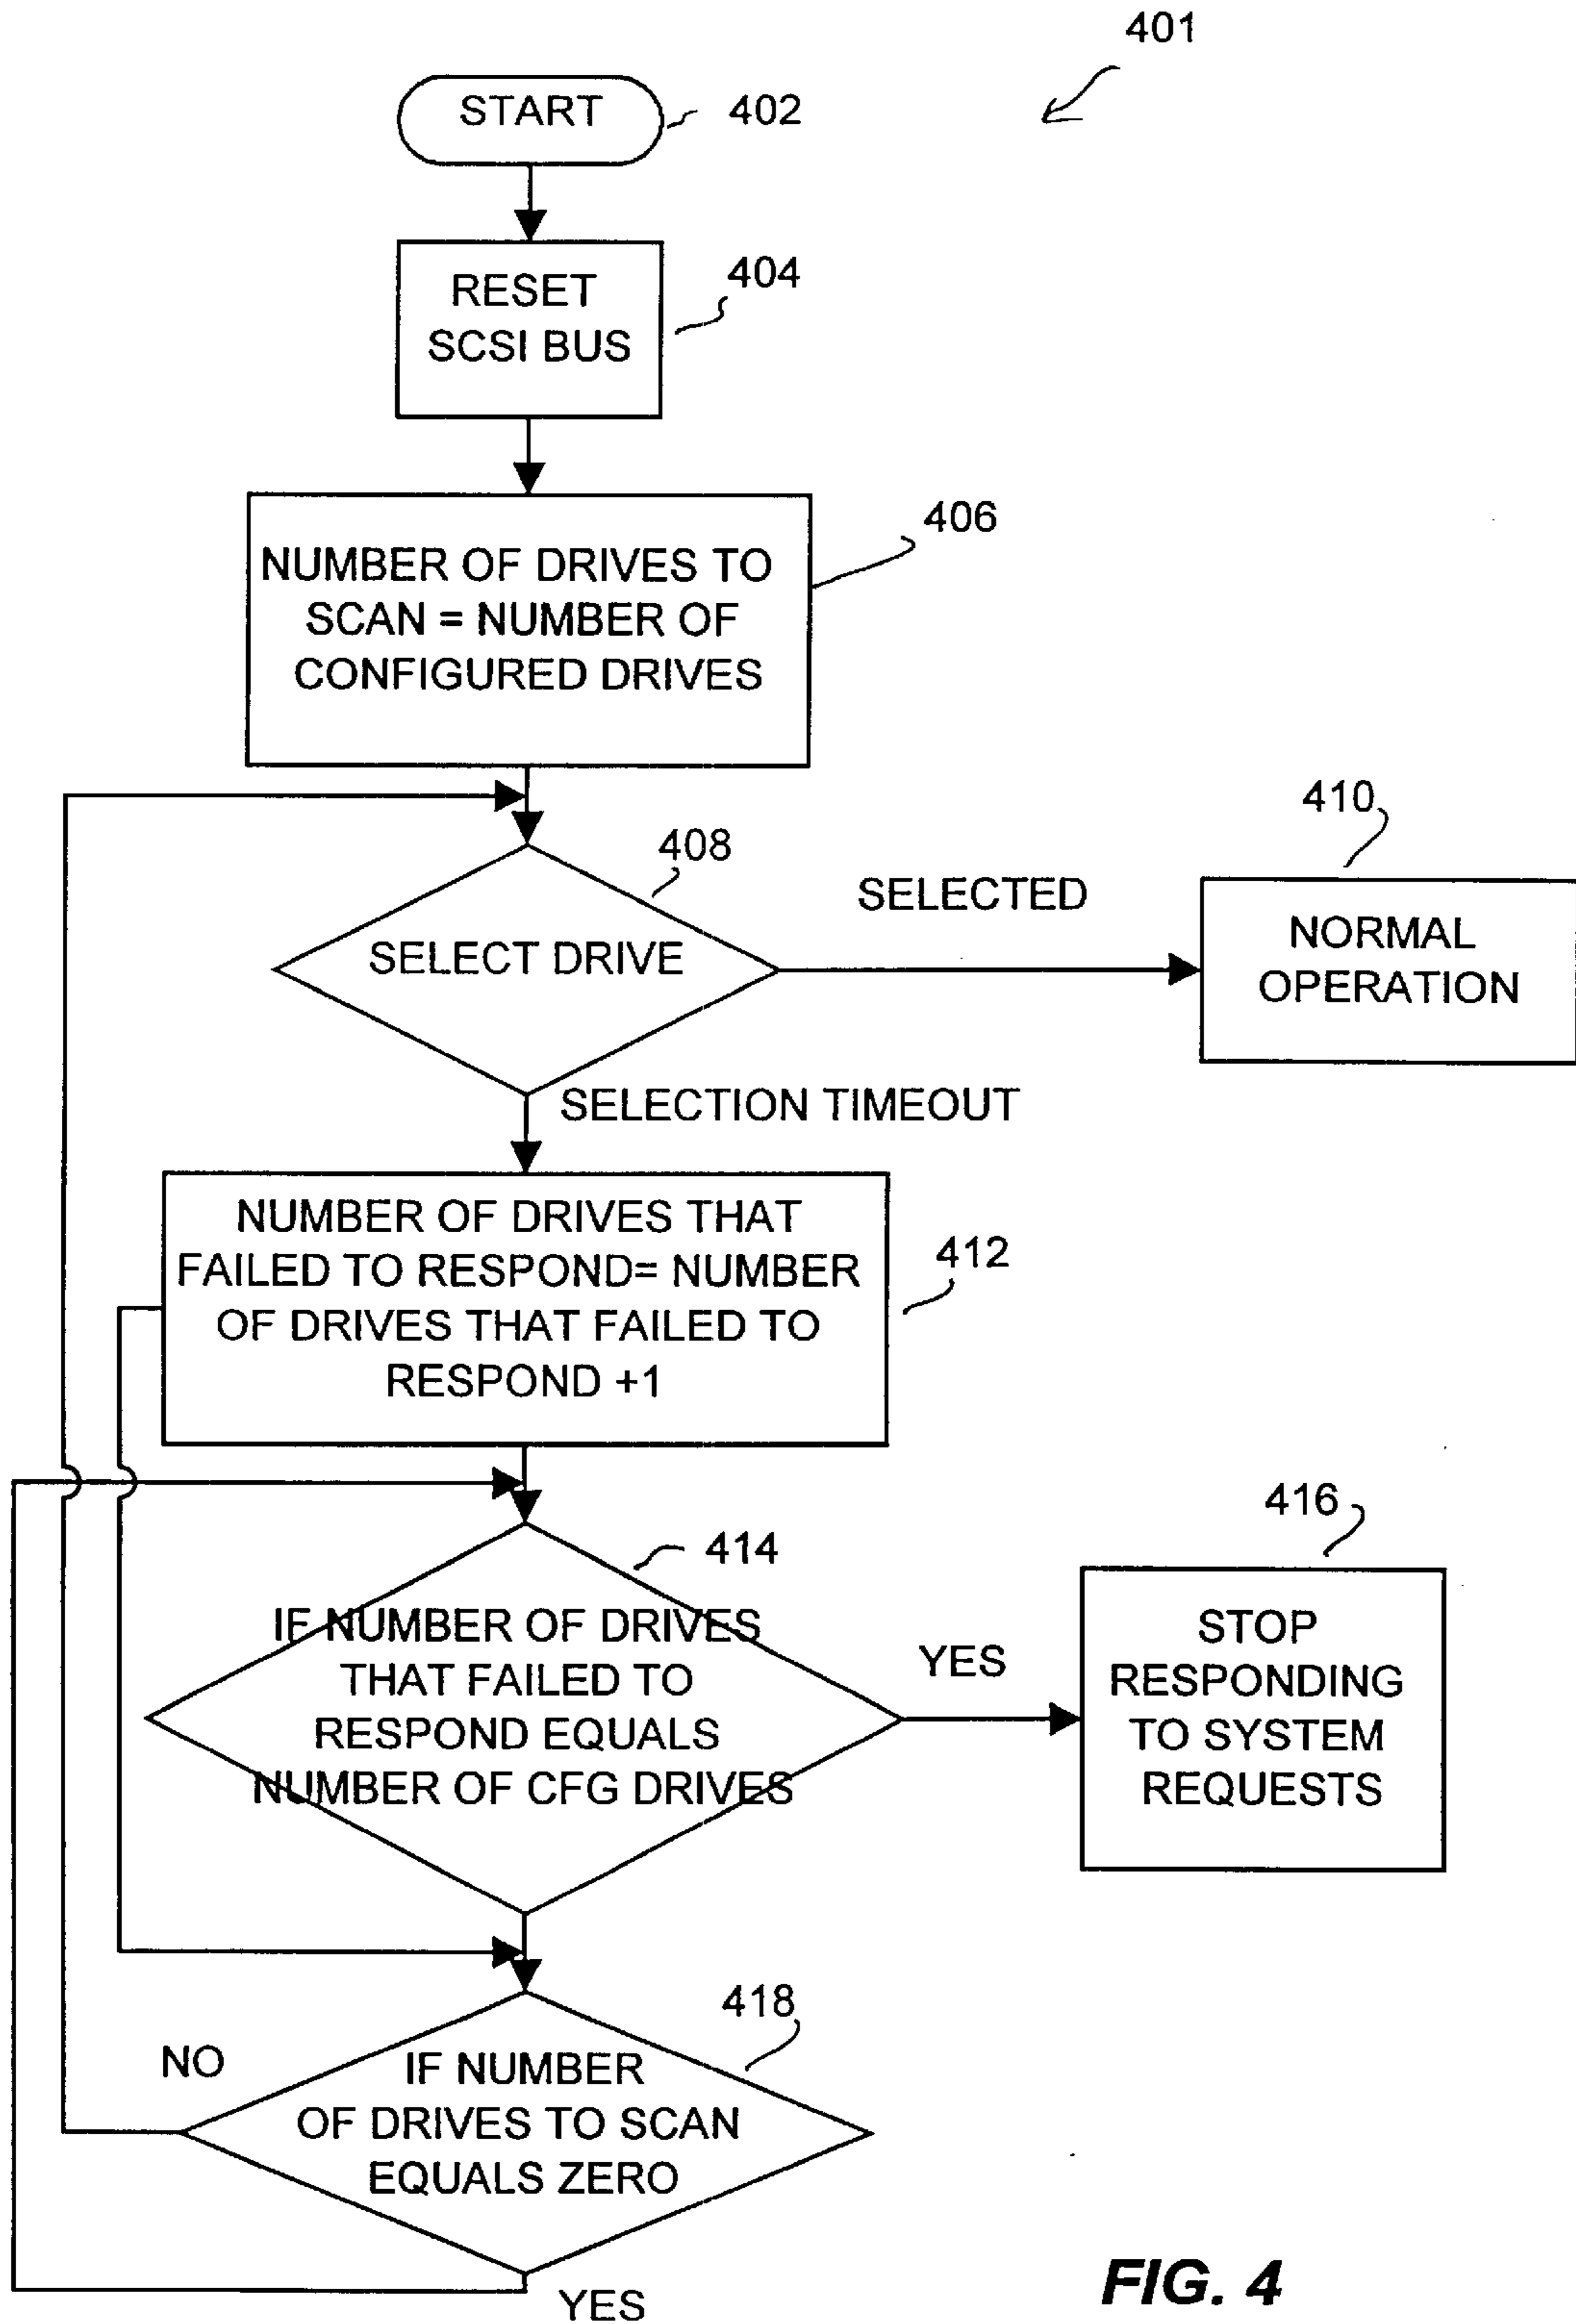 401
START
402
RESET
SCSI BUS
404
NUMBER OF DRIVES TO
SCAN = NUMBER OF
CONFIGURED DRIVES
406
SELECT DRIVE
408
SELECTED
NORMAL
OPERATION
410
SELECTION TIMEOUT
NUMBER OF DRIVES THAT
FAILED TO RESPOND= NUMBER
OF DRIVES THAT FAILED TO
RESPOND +1
412
IF NUMBER OF DRIVES
THAT FAILED TO
RESPOND EQUALS
NUMBER OF CFG DRIVES
414
YES
STOP
RESPONDING
TO SYSTEM
REQUESTS
416
IF NUMBER
OF DRIVES TO SCAN
EQUALS ZERO
418
NO
YES
FIG. 4